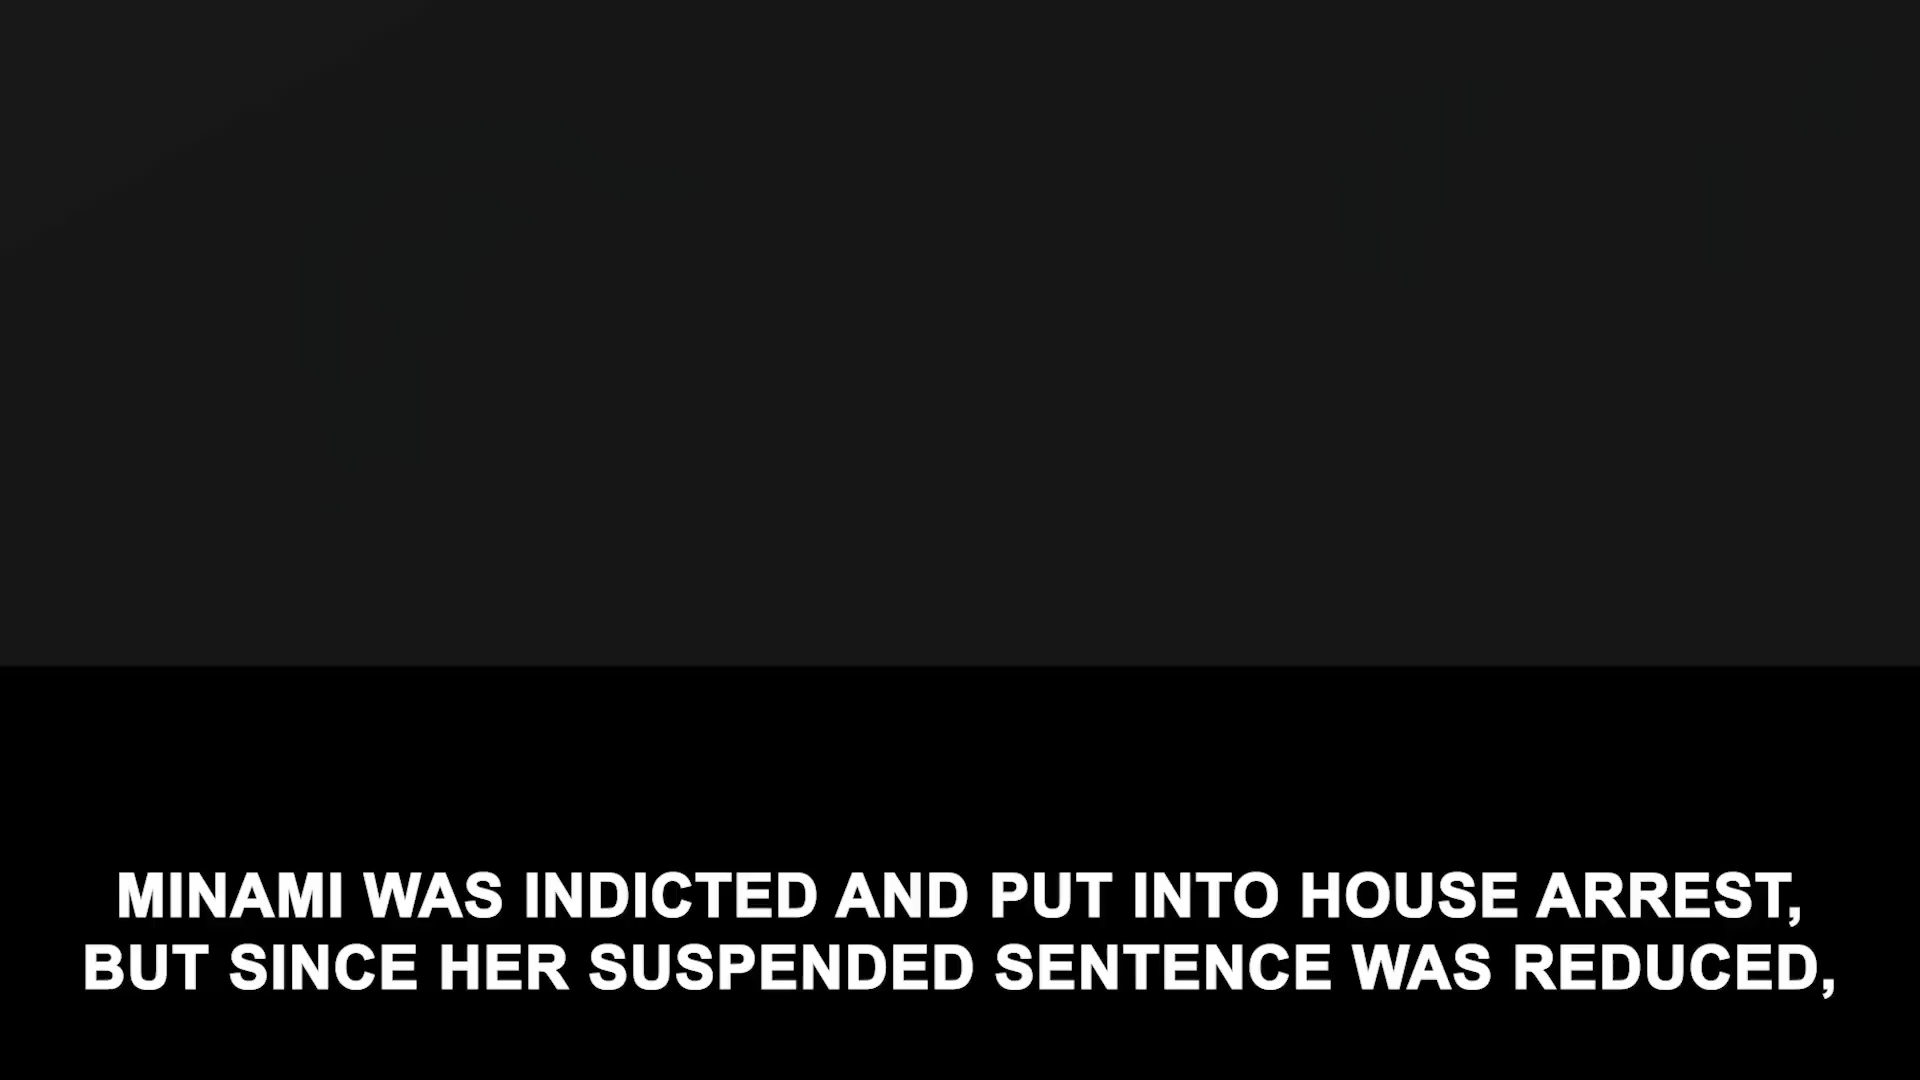 MINAMI WAS INDICTED AND PUT INTO HOUSE ARREST,
BUT SINCE HER SUSPENDED SENTENCE WAS REDUCED,